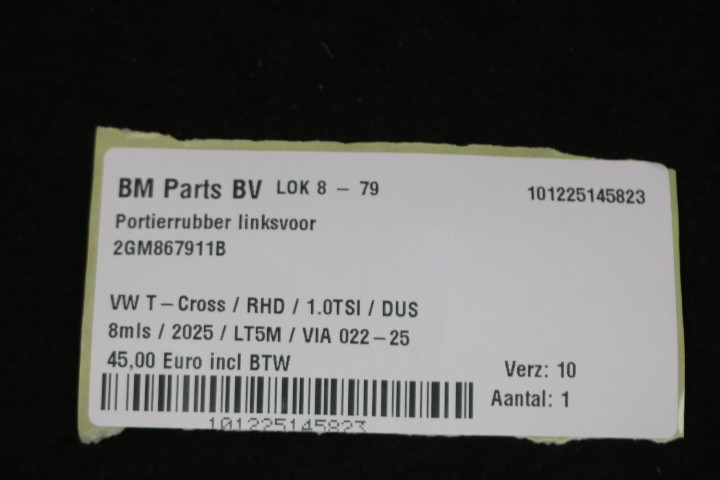 BM Parts BV LOK 8 - 79 101225145823
Portierrubber linksvoor
2GM867911B
VW T-Cross / RHD / 1.0TSI / DUS
8mls / 2025 / LT5M / VIA 022-25
45,00 Euro incl BTW
Verz: 10
Aantal: 1
101225145823